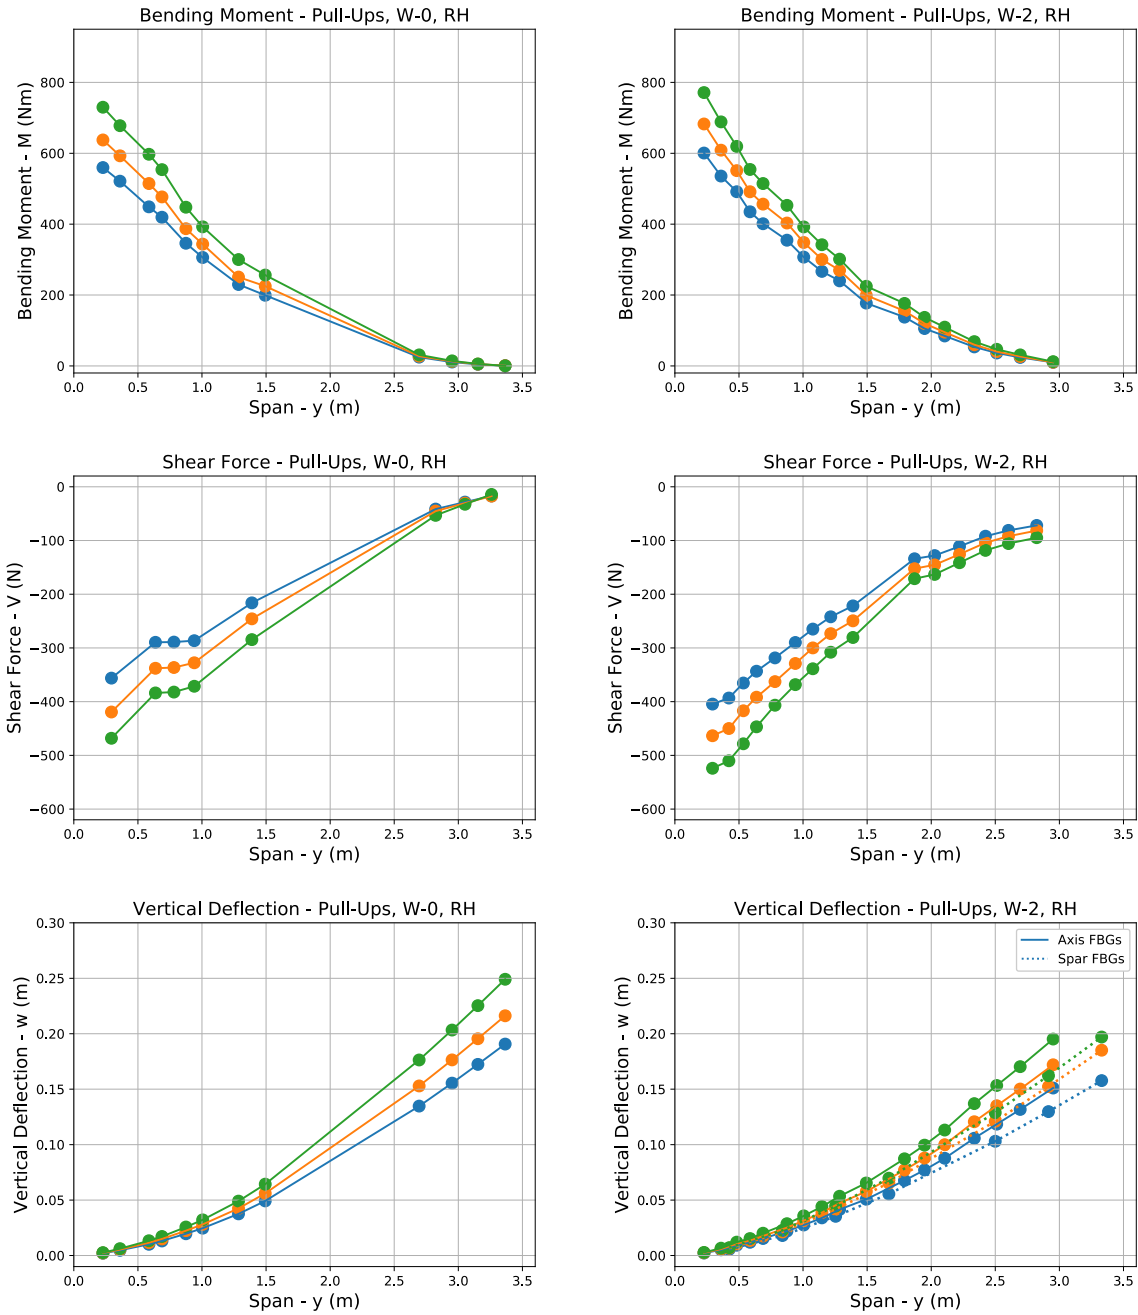 Bending Moment - Pull-Ups, W-0, RH
Bending Moment - M (Nm)
800
600
400
200
0
0.0 0.5 1.0 1.5 2.0 2.5 3.0 3.5
Span - y (m)
Bending Moment - Pull-Ups, W-2, RH
Bending Moment - M (Nm)
800
600
400
200
0
0.0 0.5 1.0 1.5 2.0 2.5 3.0 3.5
Span - y (m)
Shear Force - Pull-Ups, W-0, RH
Shear Force - V (N)
0
−100
−200
−300
−400
−500
−600
0.0 0.5 1.0 1.5 2.0 2.5 3.0 3.5
Span - y (m)
Shear Force - Pull-Ups, W-2, RH
Shear Force - V (N)
0
−100
−200
−300
−400
−500
−600
0.0 0.5 1.0 1.5 2.0 2.5 3.0 3.5
Span - y (m)
Vertical Deflection - Pull-Ups, W-0, RH
Vertical Deflection - w (m)
0.30
0.25
0.20
0.15
0.10
0.05
0.00
0.0 0.5 1.0 1.5 2.0 2.5 3.0 3.5
Span - y (m)
Vertical Deflection - Pull-Ups, W-2, RH
Vertical Deflection - w (m)
0.30
0.25
0.20
0.15
0.10
0.05
0.00
Axis FBGs
Spar FBGs
0.0 0.5 1.0 1.5 2.0 2.5 3.0 3.5
Span - y (m)